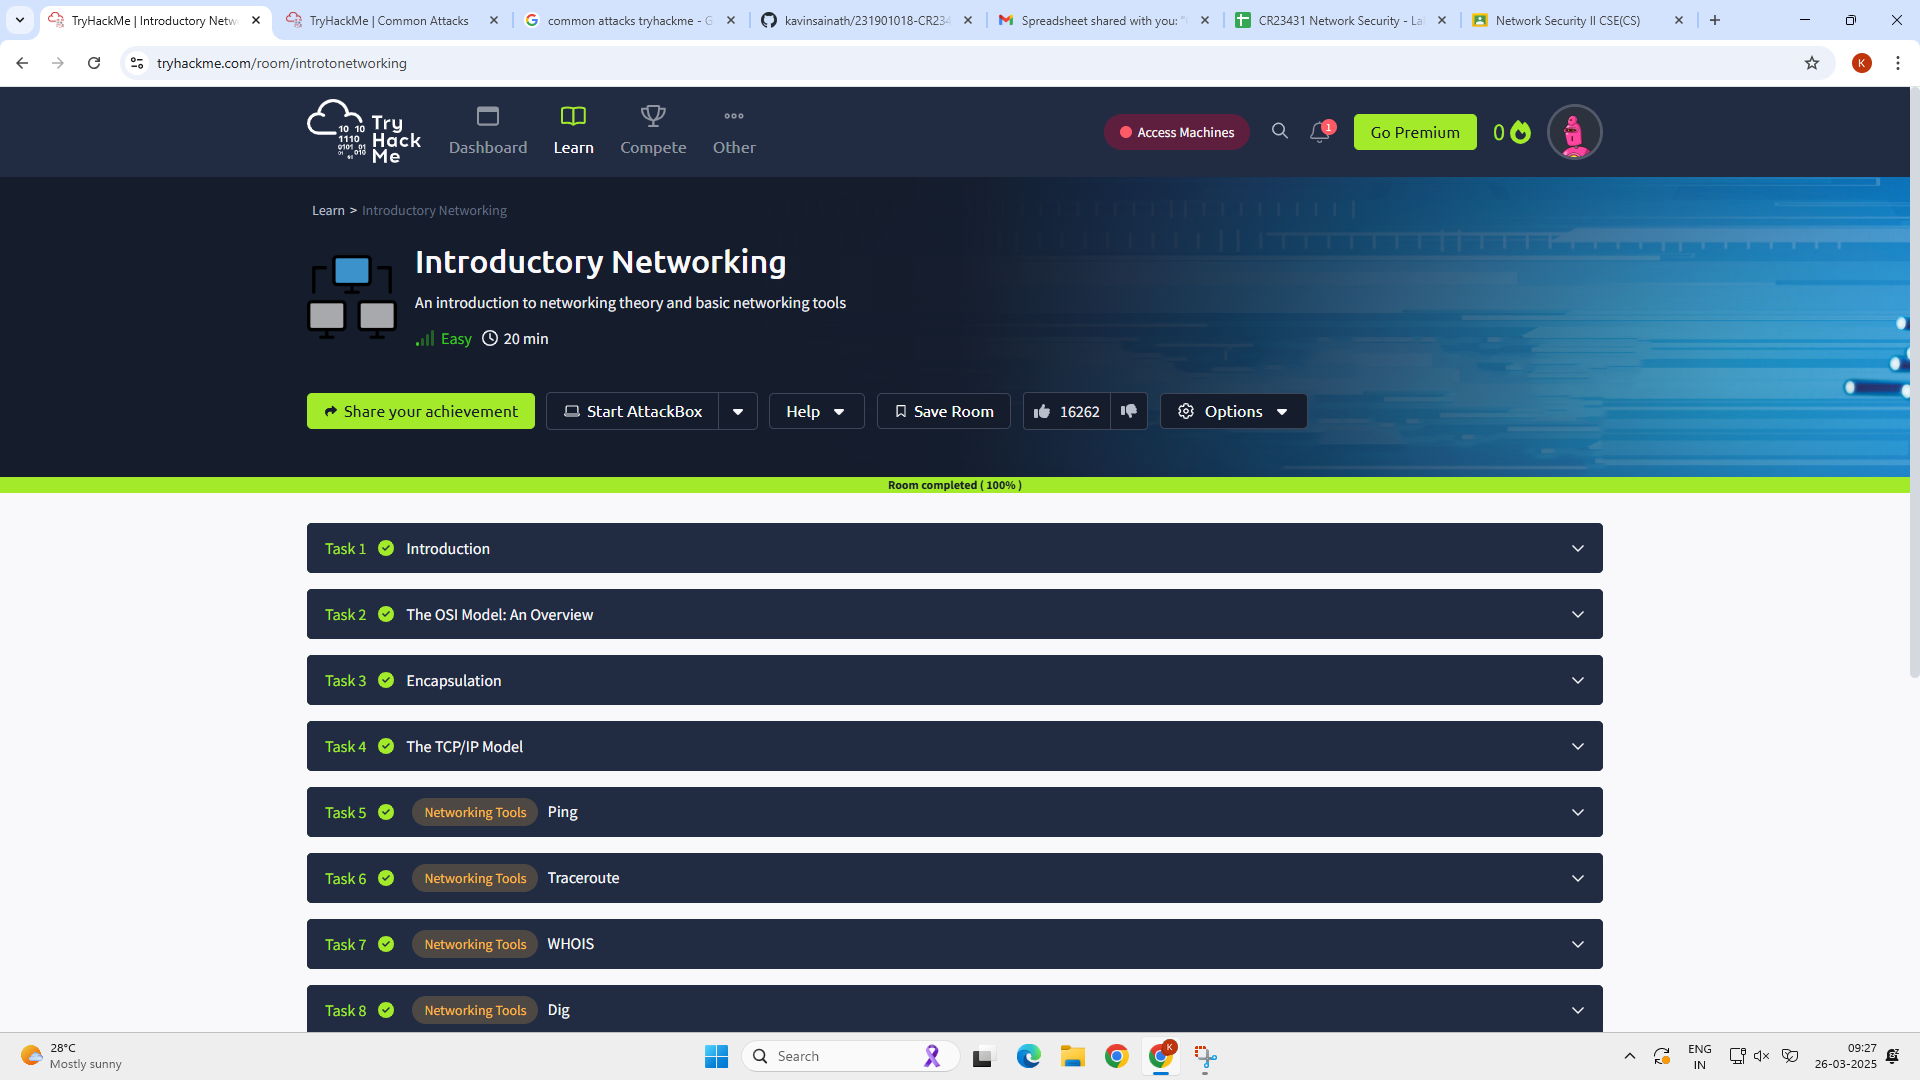 TryHackMe | Introductory Netw
TryHackMe | Common Attacks
common attacks tryhackme - G
kavinsainath/231901018-CR234
Spreadsheet shared with you: "
CR23431 Network Security - La
Network Security II CSE(CS)
tryhackme.com/room/introtonetworking
K
Try
Hack
Me
10 10
1110
0101 01
01 010
Dashboard
Learn
Compete
Other
Access Machines
1
Go Premium
0
Learn > Introductory Networking
Introductory Networking
An introduction to networking theory and basic networking tools
Easy
20 min
Share your achievement
Start AttackBox
Help
Save Room
16262
Options
Room completed ( 100% )
Task 1 Introduction
Task 2 The OSI Model: An Overview
Task 3 Encapsulation
Task 4 The TCP/IP Model
Task 5 Networking Tools Ping
Task 6 Networking Tools Traceroute
Task 7 Networking Tools WHOIS
Task 8 Networking Tools Dig
28°C
Mostly sunny
Search
K
ENG
IN
09:27
26-03-2025